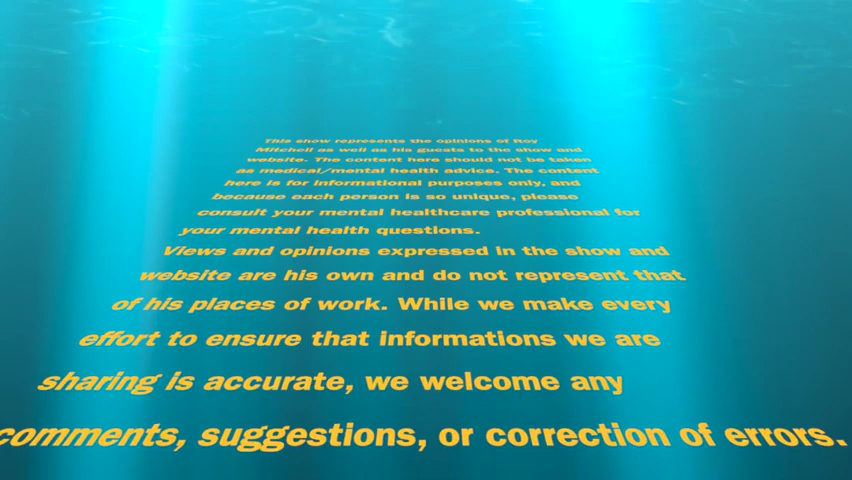 This show represents the opinions of Roy
Mitchell as well as his guests to the show and
website. The content here should not be taken
as medical/mental health advice. The content
here is for informational purposes only, and
because each person is so unique, please
consult your mental healthcare professional for
your mental health questions.
Views and opinions expressed in the show and
website are his own and do not represent that
of his places of work. While we make every
effort to ensure that informations we are
sharing is accurate, we welcome any
comments, suggestions, or correction of errors.